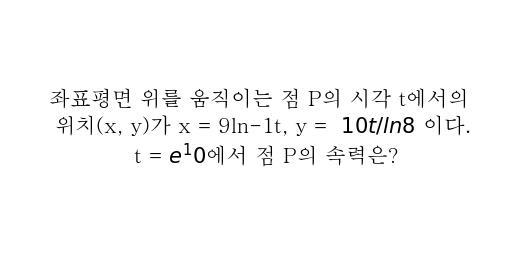 좌표평면 위를 움직이는 점 P의 시각 t에서의
위치(x, y)가 x = 9ln-1t, y = 10t/ln8 이다.
t = e¹0에서 점 P의 속력은?